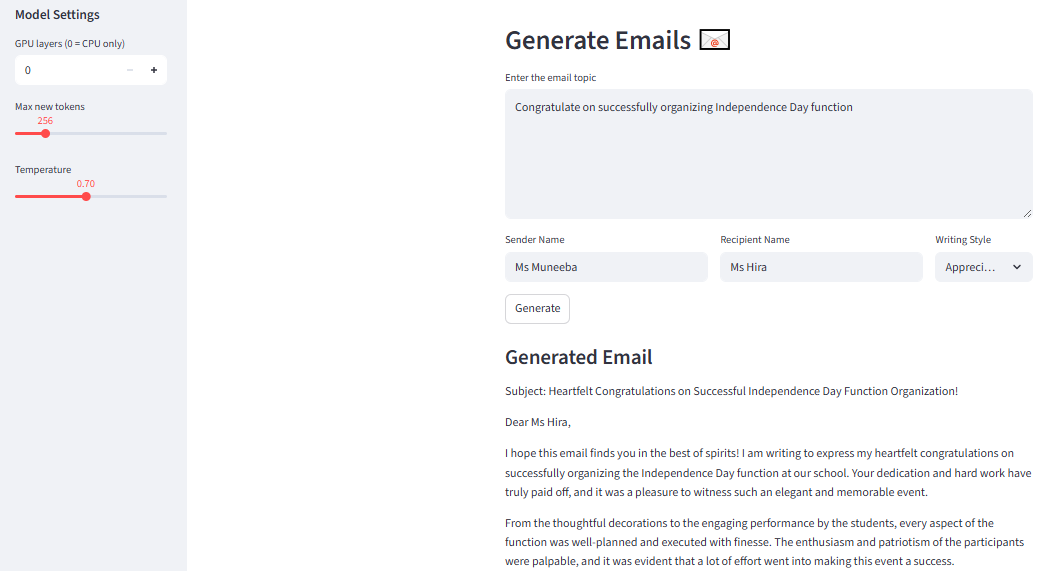 Model Settings
GPU layers (0 = CPU only)
0
Max new tokens
256
Temperature
0.70
Generate Emails
Enter the email topic
Congratulate on successfully organizing Independence Day function
Sender Name
Recipient Name
Writing Style
Ms Muneeba
Ms Hira
Appreci...
Generate
Generated Email
Subject: Heartfelt Congratulations on Successful Independence Day Function Organization!
Dear Ms Hira,
I hope this email finds you in the best of spirits! I am writing to express my heartfelt congratulations on
successfully organizing the Independence Day function at our school. Your dedication and hard work have
truly paid off, and it was a pleasure to witness such an elegant and memorable event.
From the thoughtful decorations to the engaging performance by the students, every aspect of the
function was well-planned and executed with finesse. The enthusiasm and patriotism of the participants
were palpable, and it was evident that a lot of effort went into making this event a success.